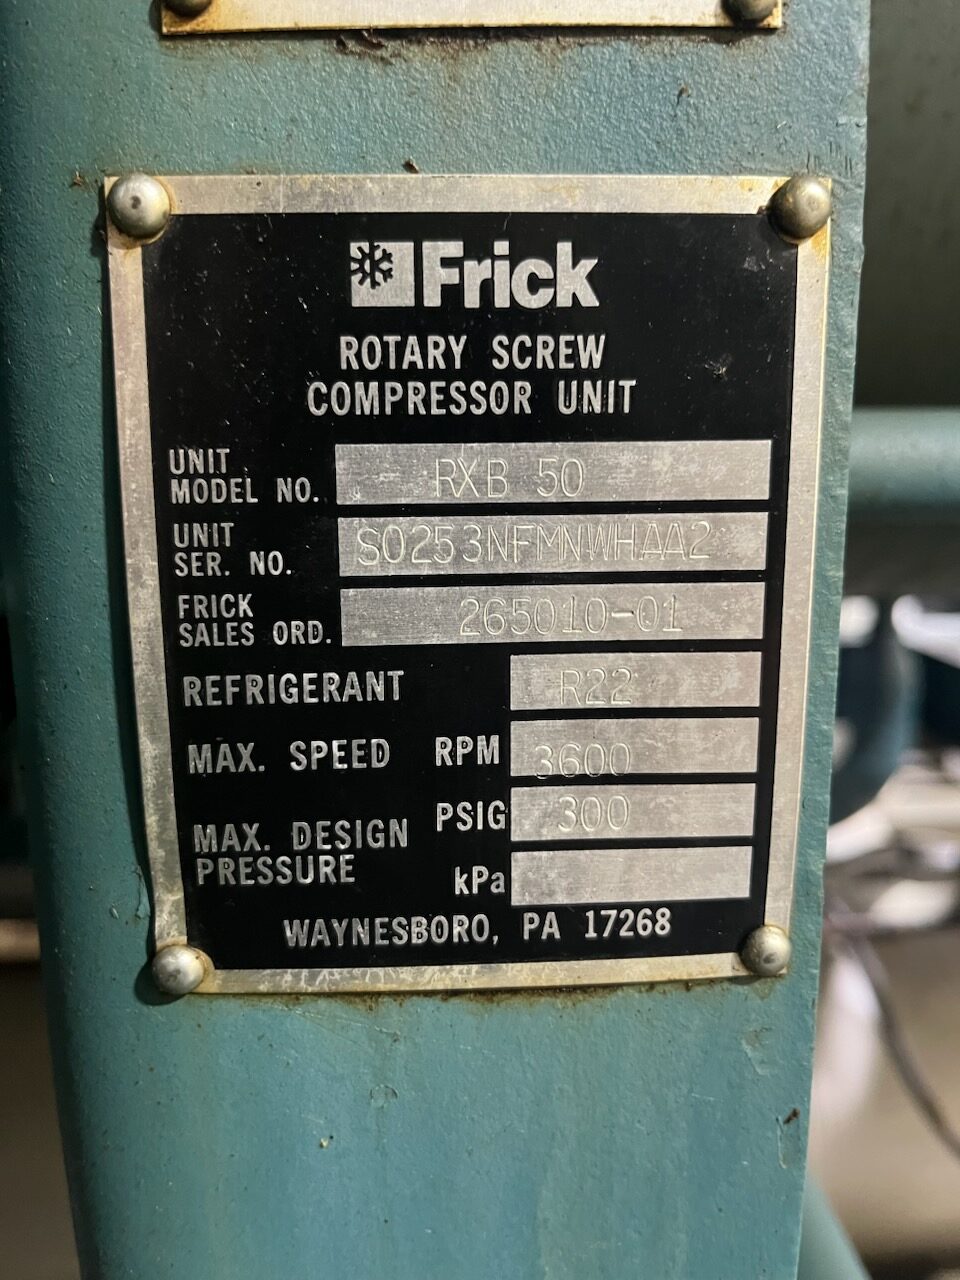 Frick
ROTARY SCREW
COMPRESSOR UNIT
UNIT
MODEL NO. RXB 50
UNIT
SER. NO. S0253NFMNWHAA2
FRICK
SALES ORD. 265010-01
REFRIGERANT R22
MAX. SPEED RPM 3600
MAX. DESIGN
PRESSURE
PSIG 300
kPa
WAYNESBORO, PA 17268